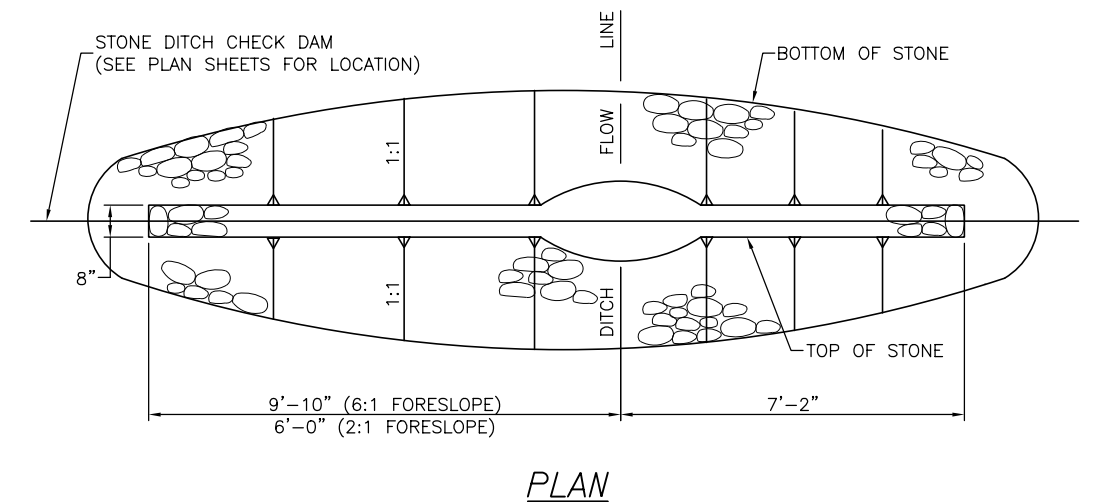 STONE DITCH CHECK DAM
(SEE PLAN SHEETS FOR LOCATION)
LINE
FLOW
DITCH
BOTTOM OF STONE
1:1
1:1
8"
TOP OF STONE
9'-10" (6:1 FORESLOPE)
6'-0" (2:1 FORESLOPE)
7'-2"
PLAN